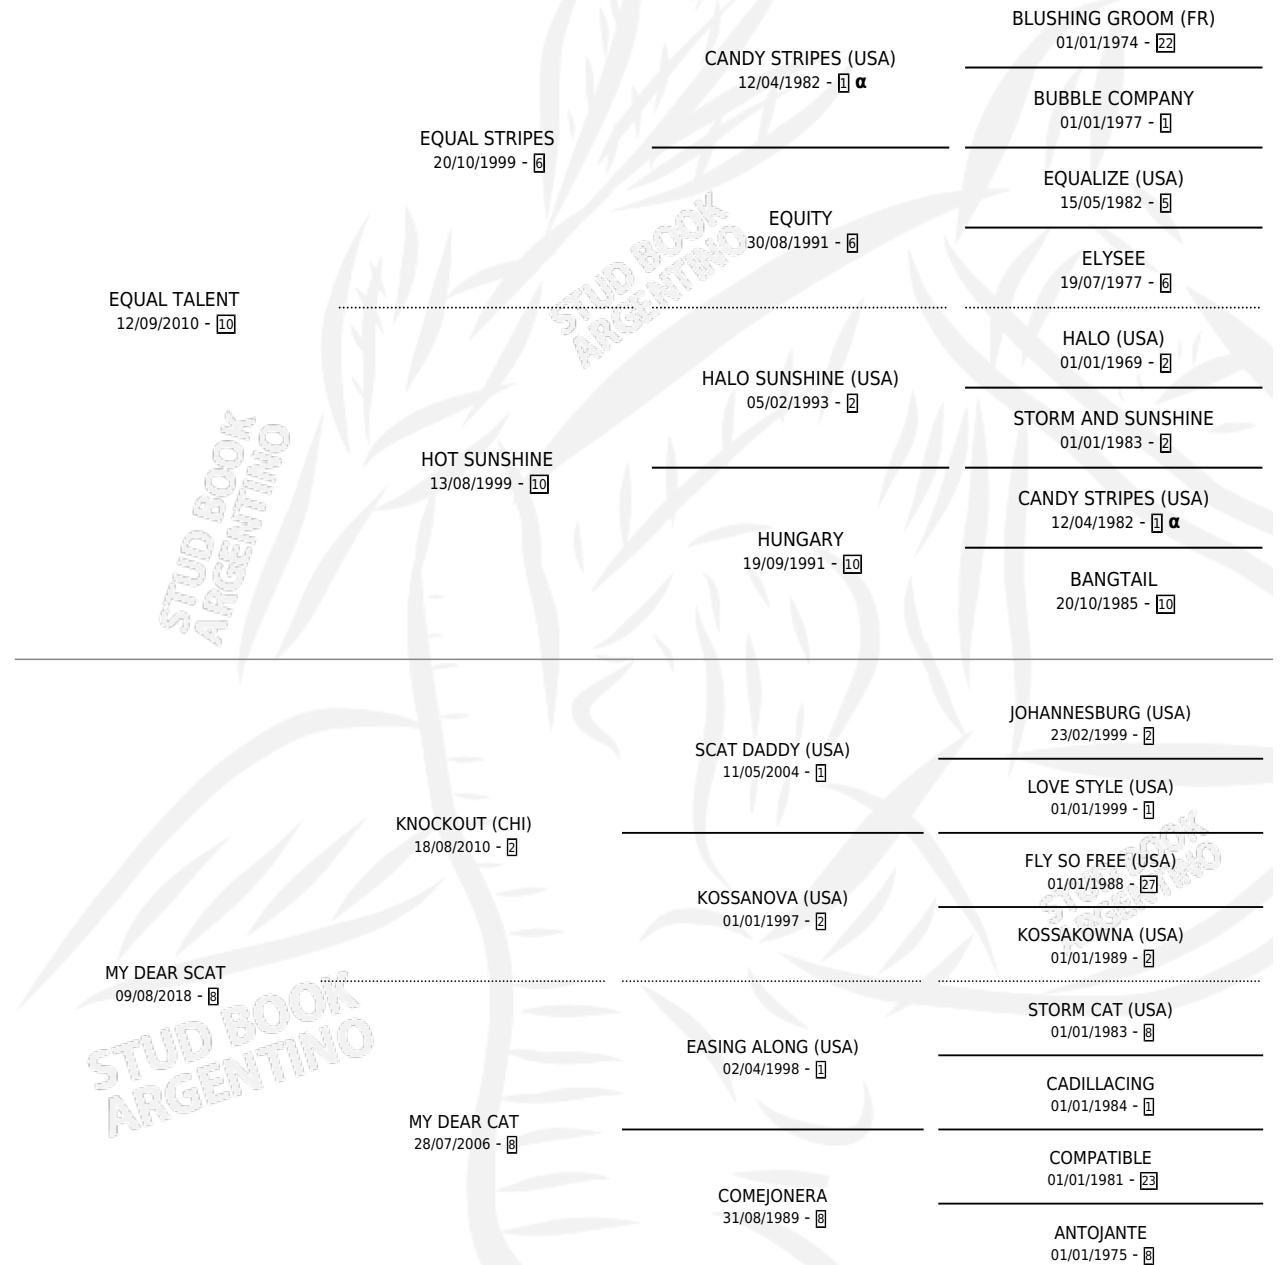 BLUSHING GROOM (FR)
01/01/1974 - 22
CANDY STRIPES (USA)
12/04/1982 - 1 α
BUBBLE COMPANY
01/01/1977 - 1
EQUAL STRIPES
20/10/1999 - 6
EQUALIZE (USA)
15/05/1982 - 5
EQUITY
30/08/1991 - 6
ELYSEE
19/07/1977 - 6
EQUAL TALENT
12/09/2010 - 10
HALO (USA)
01/01/1969 - 2
HALO SUNSHINE (USA)
05/02/1993 - 2
STORM AND SUNSHINE
01/01/1983 - 2
HOT SUNSHINE
13/08/1999 - 10
CANDY STRIPES (USA)
12/04/1982 - 1 α
HUNGARY
19/09/1991 - 10
BANGTAIL
20/10/1985 - 10
JOHANNESBURG (USA)
23/02/1999 - 2
SCAT DADDY (USA)
11/05/2004 - 1
LOVE STYLE (USA)
01/01/1999 - 1
KNOCKOUT (CHI)
18/08/2010 - 2
FLY SO FREE (USA)
01/01/1988 - 27
KOSSANOVA (USA)
01/01/1997 - 2
KOSSAKOWNA (USA)
01/01/1989 - 2
MY DEAR SCAT
09/08/2018 - 8
STORM CAT (USA)
01/01/1983 - 8
EASING ALONG (USA)
02/04/1998 - 1
CADILLACING
01/01/1984 - 1
MY DEAR CAT
28/07/2006 - 8
COMPATIBLE
01/01/1981 - 23
COMEJONERA
31/08/1989 - 8
ANTOJANTE
01/01/1975 - 8
STUD BOOK
ARGENTINO
STUD BOOK
ARGENTINO
STUD BOOK
ARGENTINO
STUD BOOK
ARGENTINO